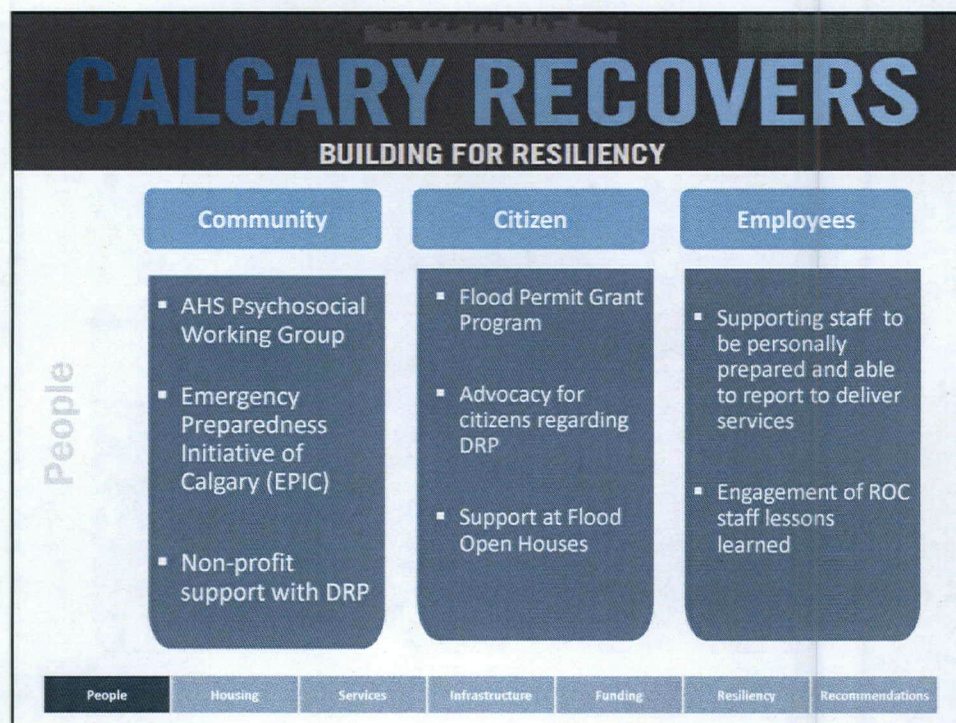 CALGARY RECOVERS
BUILDING FOR RESILIENCY
People
Community
▪ AHS Psychosocial
Working Group
▪ Emergency
Preparedness
Initiative of
Calgary (EPIC)
▪ Non-profit
support with DRP
Citizen
▪ Flood Permit Grant
Program
▪ Advocacy for
citizens regarding
DRP
▪ Support at Flood
Open Houses
Employees
▪ Supporting staff to
be personally
prepared and able
to report to deliver
services
▪ Engagement of ROC
staff lessons
learned
People
Housing
Services
Infrastructure
Funding
Resiliency
Recommendations